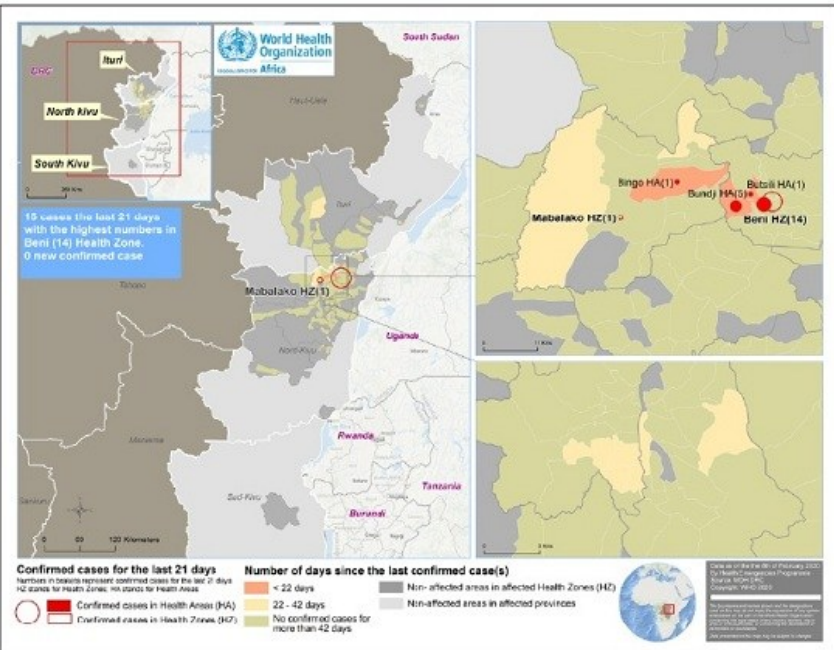 World Health
Organization
Africa
South Sudan
Ituri
DRC
North kivu
South Kivu
Haut-Uele
15 cases the last 21 days
with the highest numbers in
Beni (14) Health Zone.
0 new confirmed case
Ituri
Tshopo
Mabalako HZ(1)
Nord-Kivu
Uganda
Maniema
Rwanda
Sud-Kivu
Tanzania
Burundi
0 60 120 Kilometers
Bingo HA(1)
Butsili HA(1)
Bundji HA(5)
Mabalako HZ(1)
Beni HZ(14)
Confirmed cases for the last 21 days
Numbers in brackets represent confirmed cases for the last 21 days
HZ stands for Health Zones, HA stands for Health Areas
Confirmed cases in Health Areas (HA)
Confirmed cases in Health Zones (HZ)
Number of days since the last confirmed case(s)
< 22 days
22 - 42 days
No confirmed cases for
more than 42 days
Non- affected areas in affected Health Zones (HZ)
Non-affected areas in affected provinces